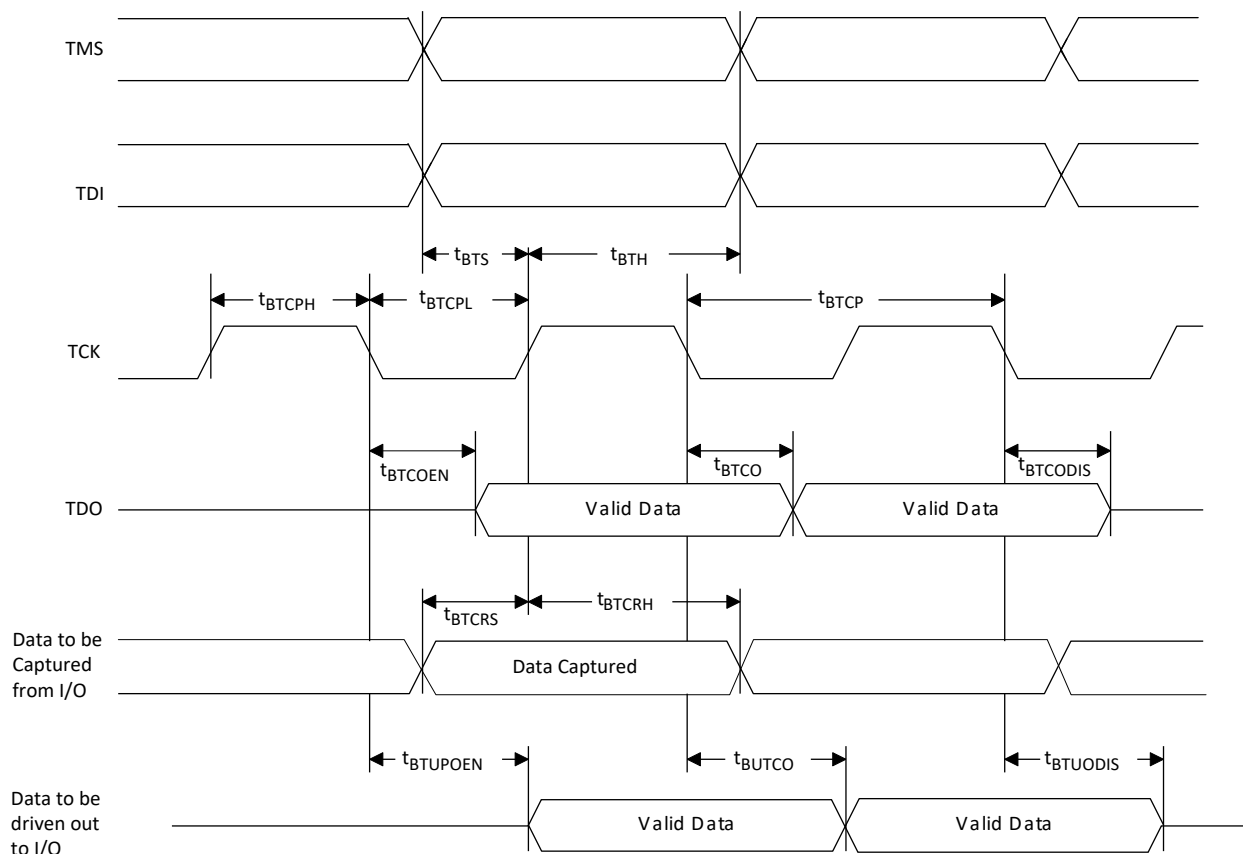 TMS
TDI
tBTS
tBTH
tBTCPH
tBTCPL
tBTCP
TCK
tBTCOEN
tBTCO
tBTCODIS
TDO
Valid Data
Valid Data
tBTCRS
tBTCRH
Data to be
Captured
from I/O
Data Captured
tBTUPOEN
tBUTCO
tBTUODIS
Data to be
driven out
to I/O
Valid Data
Valid Data